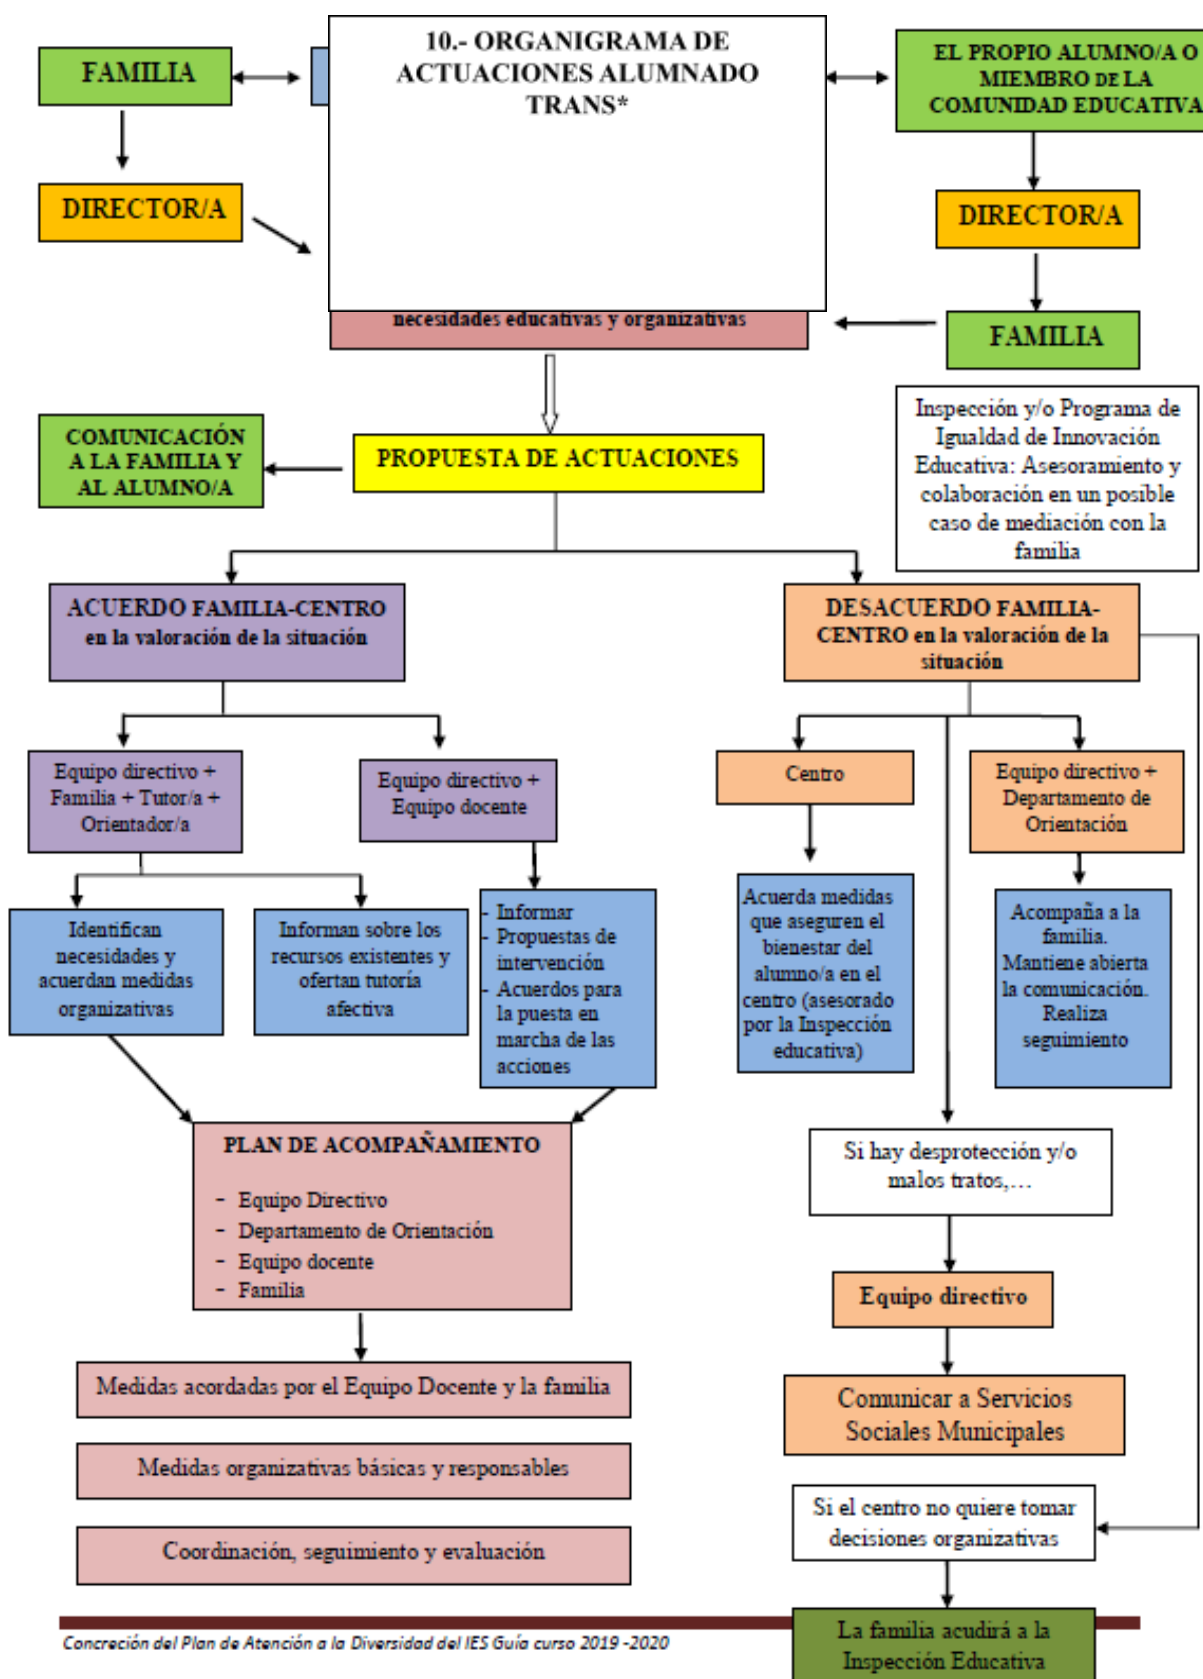 10.- ORGANIGRAMA DE
ACTUACIONES ALUMNADO
TRANS*
FAMILIA
EL PROPIO ALUMNO/A O
MIEMBRO DE LA
COMUNIDAD EDUCATIVA
DIRECTOR/A
DIRECTOR/A
necesidades educativas y organizativas
FAMILIA
Inspección y/o Programa de
Igualdad de Innovación
Educativa: Asesoramiento y
colaboración en un posible
caso de mediación con la
familia
COMUNICACIÓN
A LA FAMILIA Y
AL ALUMNO/A
PROPUESTA DE ACTUACIONES
ACUERDO FAMILIA-CENTRO
en la valoración de la situación
DESACUERDO FAMILIA-
CENTRO en la valoración de la
situación
Equipo directivo +
Familia + Tutor/a +
Orientador/a
Equipo directivo +
Equipo docente
Centro
Equipo directivo +
Departamento de
Orientación
Identifican
necesidades y
acuerdan medidas
organizativas
Informan sobre los
recursos existentes y
ofertan tutoría
afectiva
- Informar
- Propuestas de
intervención
- Acuerdos para
la puesta en
marcha de las
acciones
Acuerda medidas
que aseguren el
bienestar del
alumno/a en el
centro (asesorado
por la Inspección
educativa)
Acompaña a la
familia.
Mantiene abierta
la comunicación.
Realiza
seguimiento
PLAN DE ACOMPAÑAMIENTO
- Equipo Directivo
- Departamento de Orientación
- Equipo docente
- Familia
Si hay desprotección y/o
malos tratos,...
Equipo directivo
Comunicar a Servicios
Sociales Municipales
Medidas acordadas por el Equipo Docente y la familia
Medidas organizativas básicas y responsables
Coordinación, seguimiento y evaluación
Si el centro no quiere tomar
decisiones organizativas
La familia acudirá a la
Inspección Educativa
Concreción del Plan de Atención a la Diversidad del IES Guía curso 2019 -2020